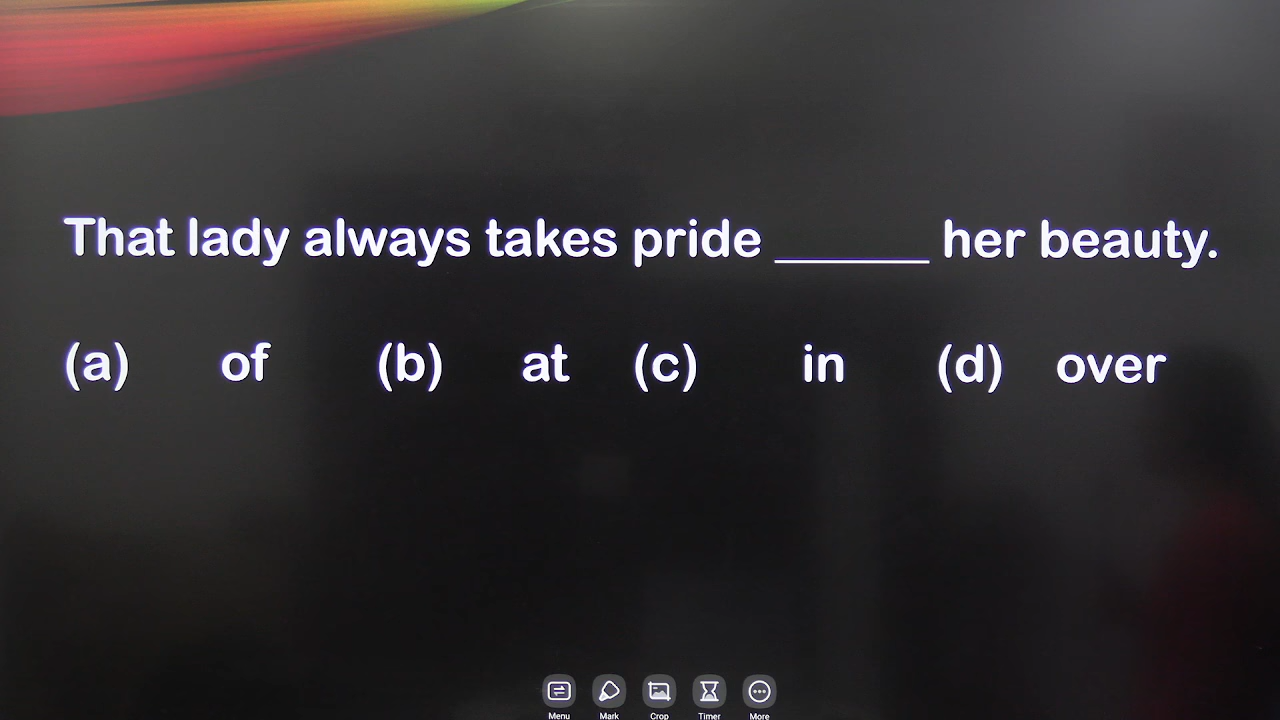 That lady always takes pride ______ her beauty.
(a) of (b) at (c) in (d) over
Menu Mark Crop Timer More